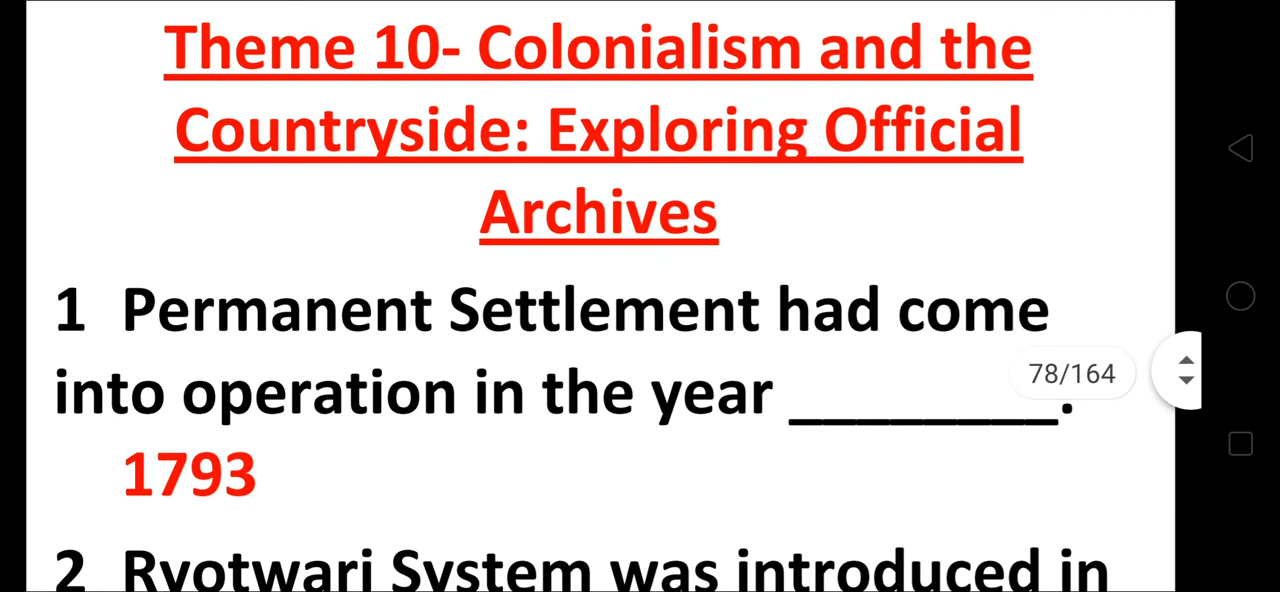 Theme 10- Colonialism and the
Countryside: Exploring Official
Archives
1 Permanent Settlement had come
into operation in the year ________.
78/164
1793
2 Ryotwari System was introduced in